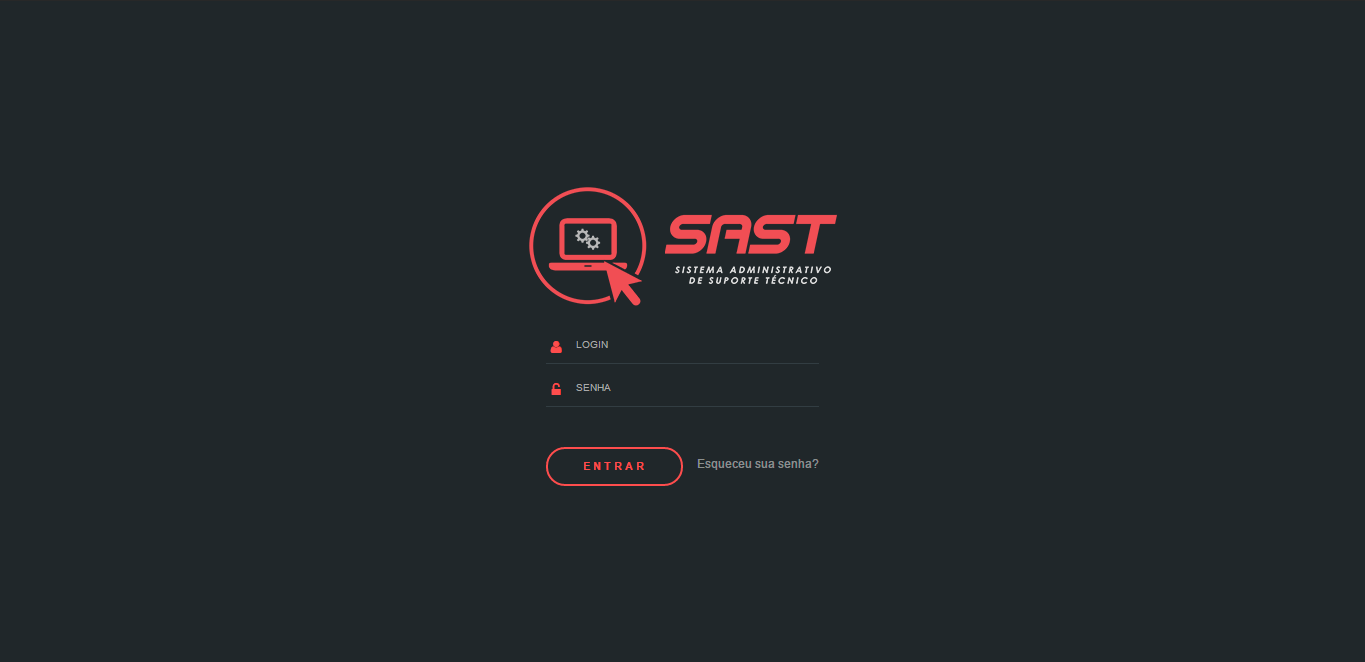 SAST
SISTEMA ADMINISTRATIVO
DE SUPORTE TÉCNICO
LOGIN
SENHA
ENTRAR
Esqueceu sua senha?